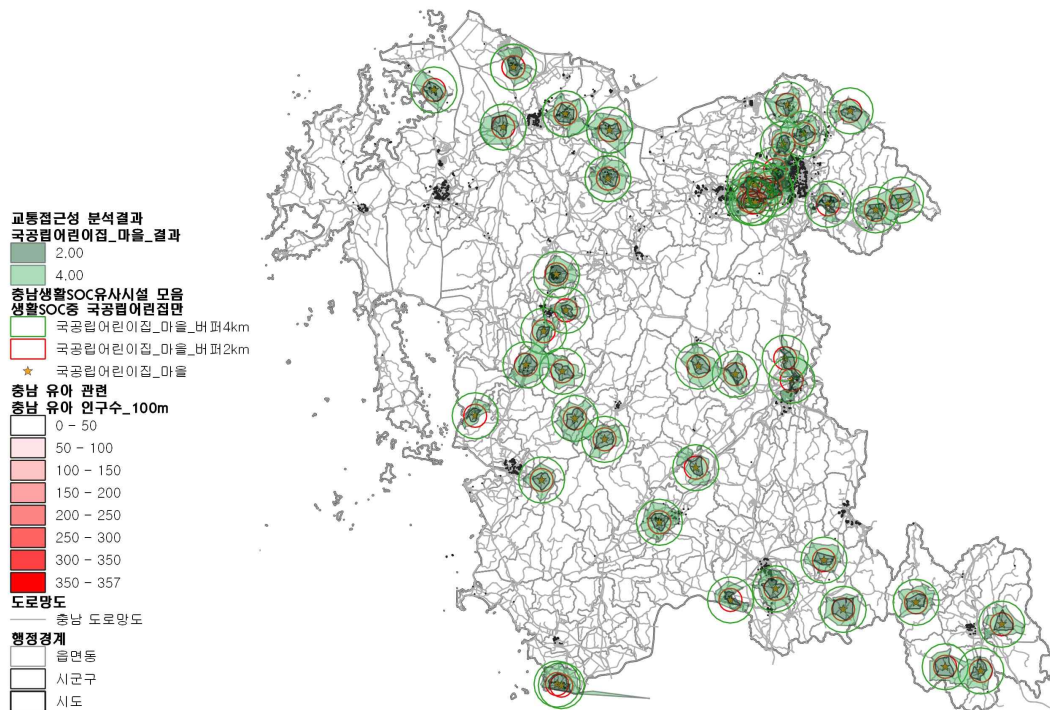 교통접근성 분석결과
국공립어린이집_마을_결과
2,00
4,00
충남생활SOC유사시설 모음
생활SOC중 국공립어린집만
국공립어린이집_마을_버퍼4km
국공립어린이집_마을_버퍼2km
국공립어린이집_마을
충남 유아 관련
충남 유아 인구수_100m
0 - 50
50 - 100
100 - 150
150 - 200
200 - 250
250 - 300
300 - 350
350 - 357
도로망도
충남 도로망도
행정경계
읍면동
시군구
시도